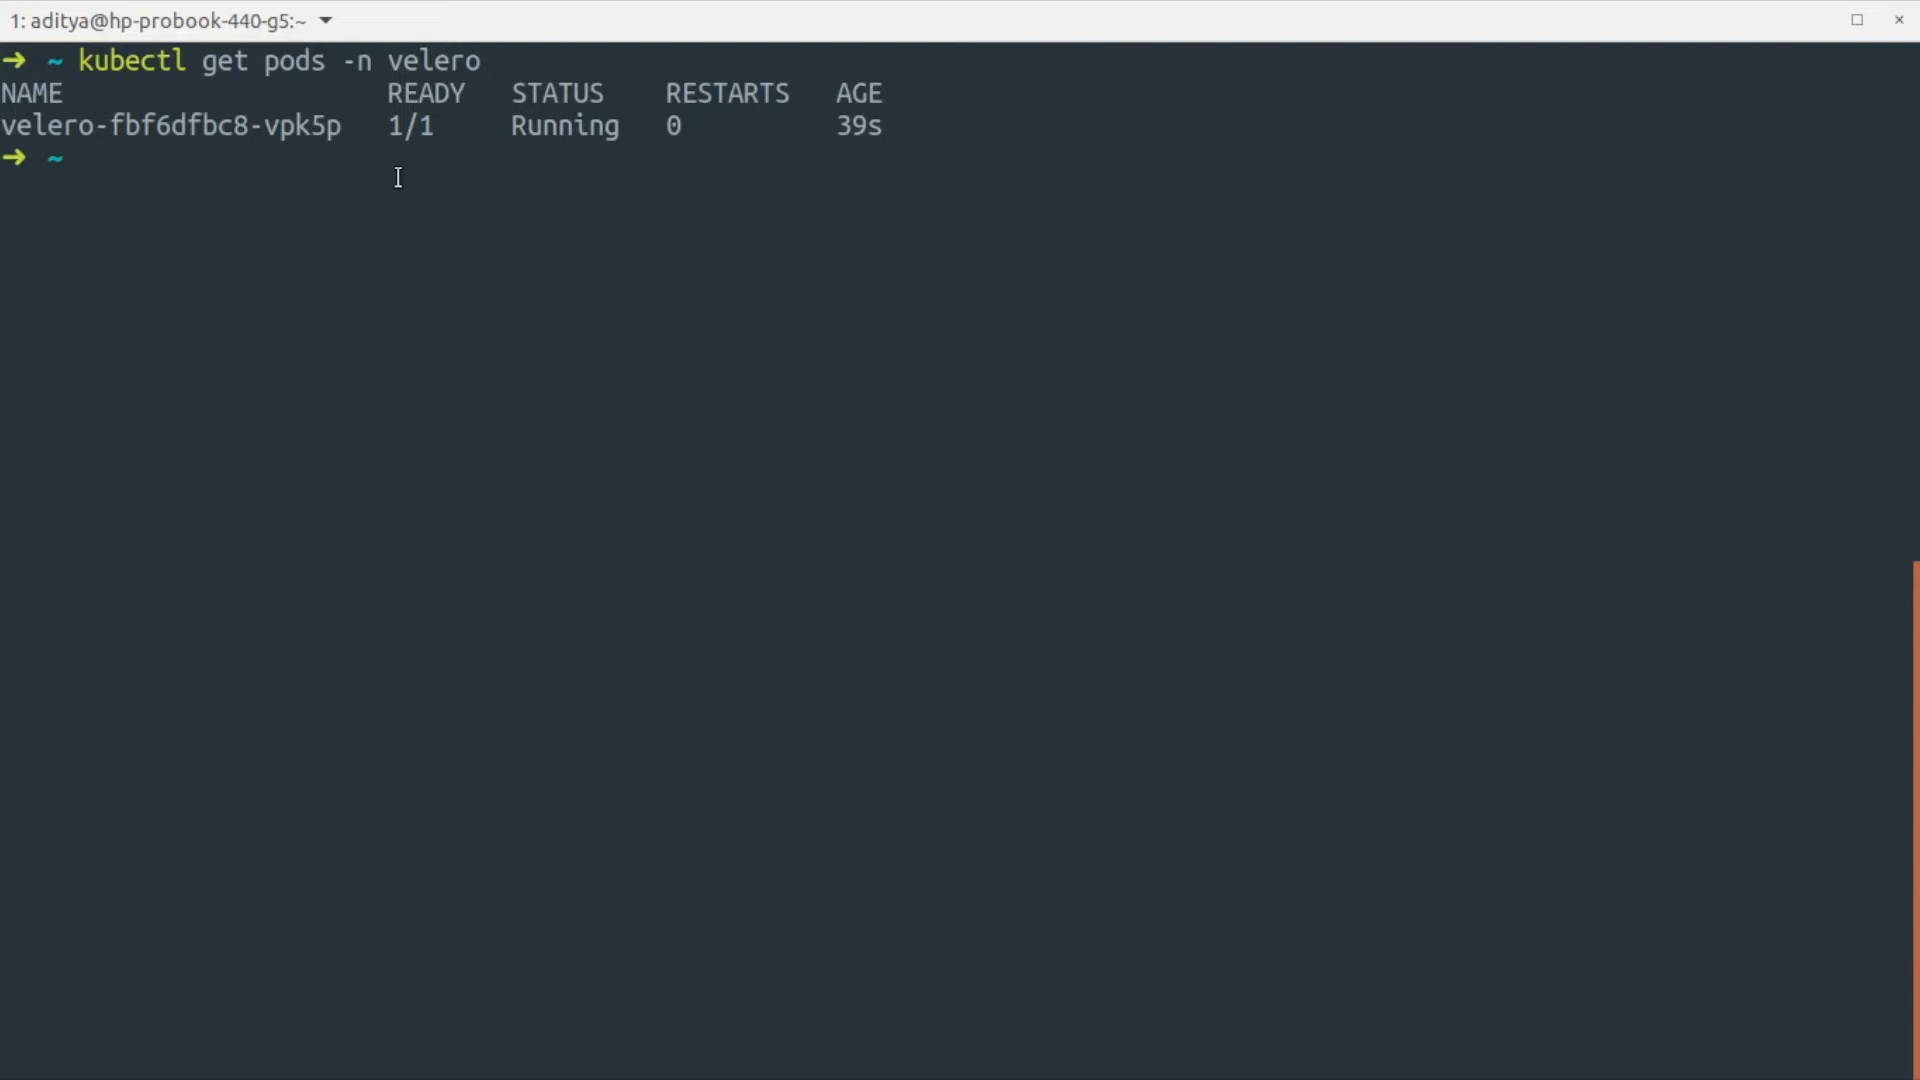 1: aditya@hp-probook-440-g5:~
➜ ~ kubectl get pods -n velero
NAME READY STATUS RESTARTS AGE
velero-fbf6dfbc8-vpk5p 1/1 Running 0 39s
➜ ~